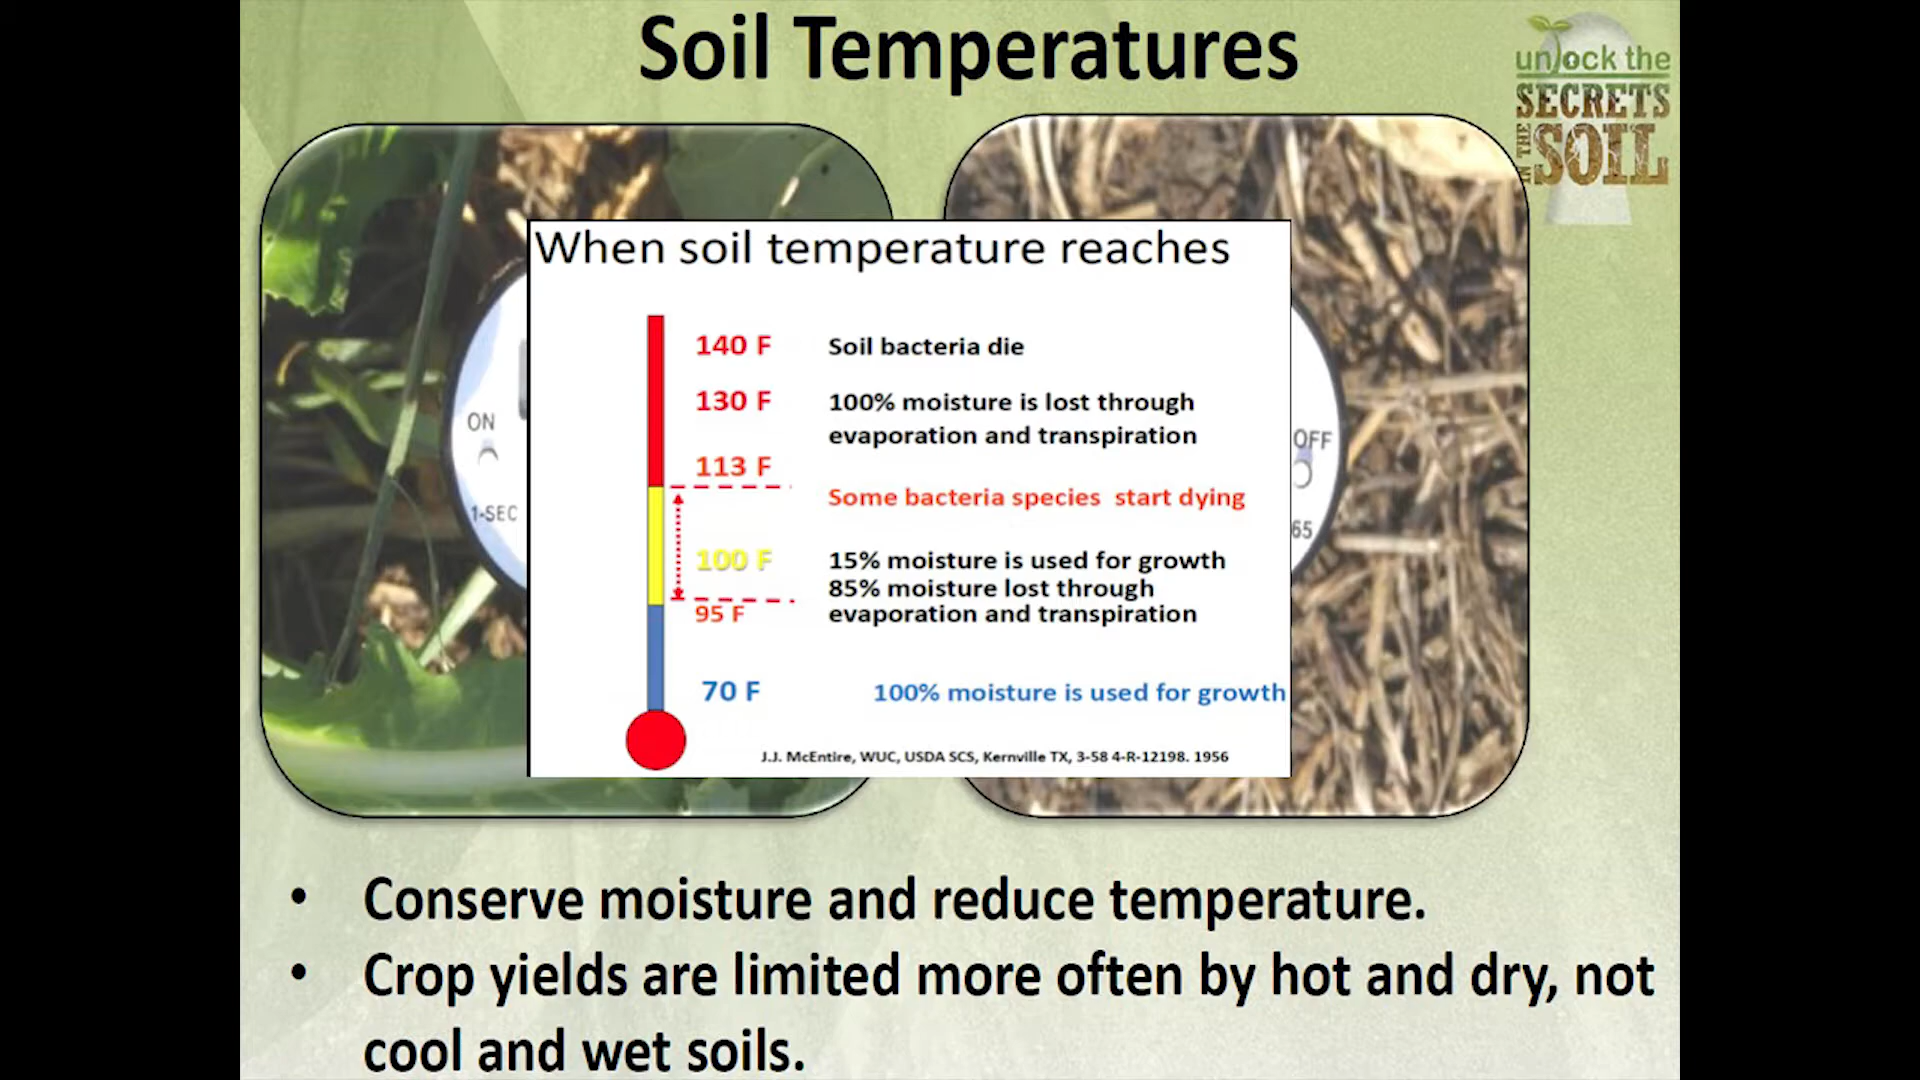 Soil Temperatures
unlock the
SECRETS
IN THE
SOIL
When soil temperature reaches
140 F Soil bacteria die
130 F 100% moisture is lost through
evaporation and transpiration
113 F
Some bacteria species start dying
100 F 15% moisture is used for growth
85% moisture lost through
95 F evaporation and transpiration
70 F 100% moisture is used for growth
J.J. McEntire, WUC, USDA SCS, Kernville TX, 3-58 4-R-12198. 1956
ON
1-SEC
OFF
65
• Conserve moisture and reduce temperature.
• Crop yields are limited more often by hot and dry, not
cool and wet soils.